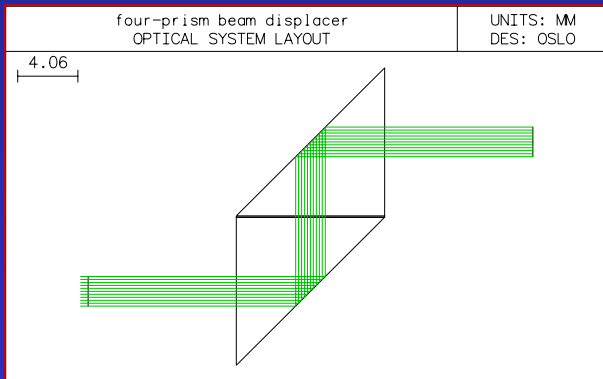 four-prism beam displacer
OPTICAL SYSTEM LAYOUT
UNITS: MM
DES: OSLO
4.06